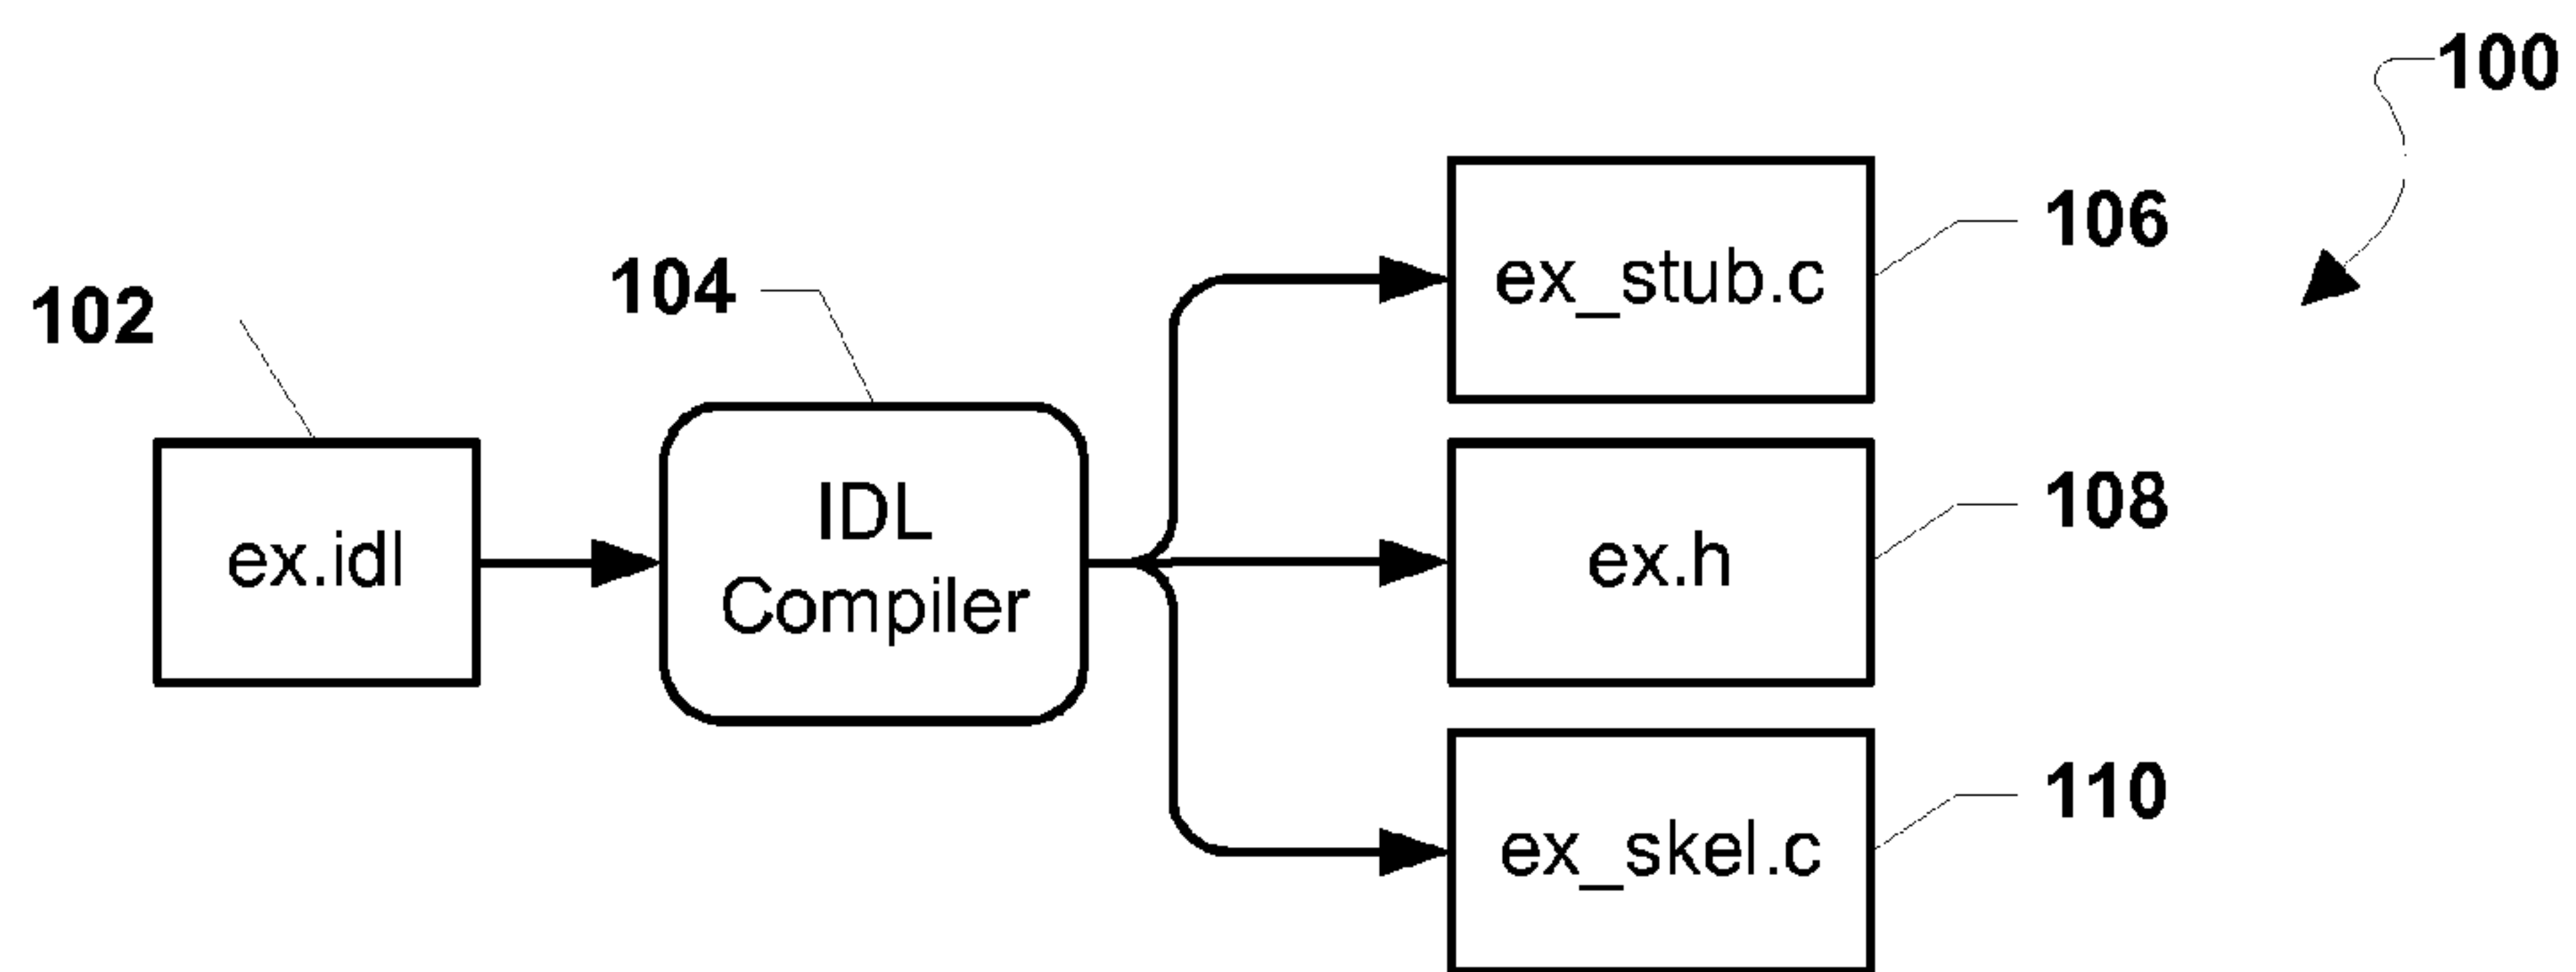 100
106
ex_stub.c
104
102
IDL
Compiler
ex.idl
108
ex.h
110
ex_skel.c